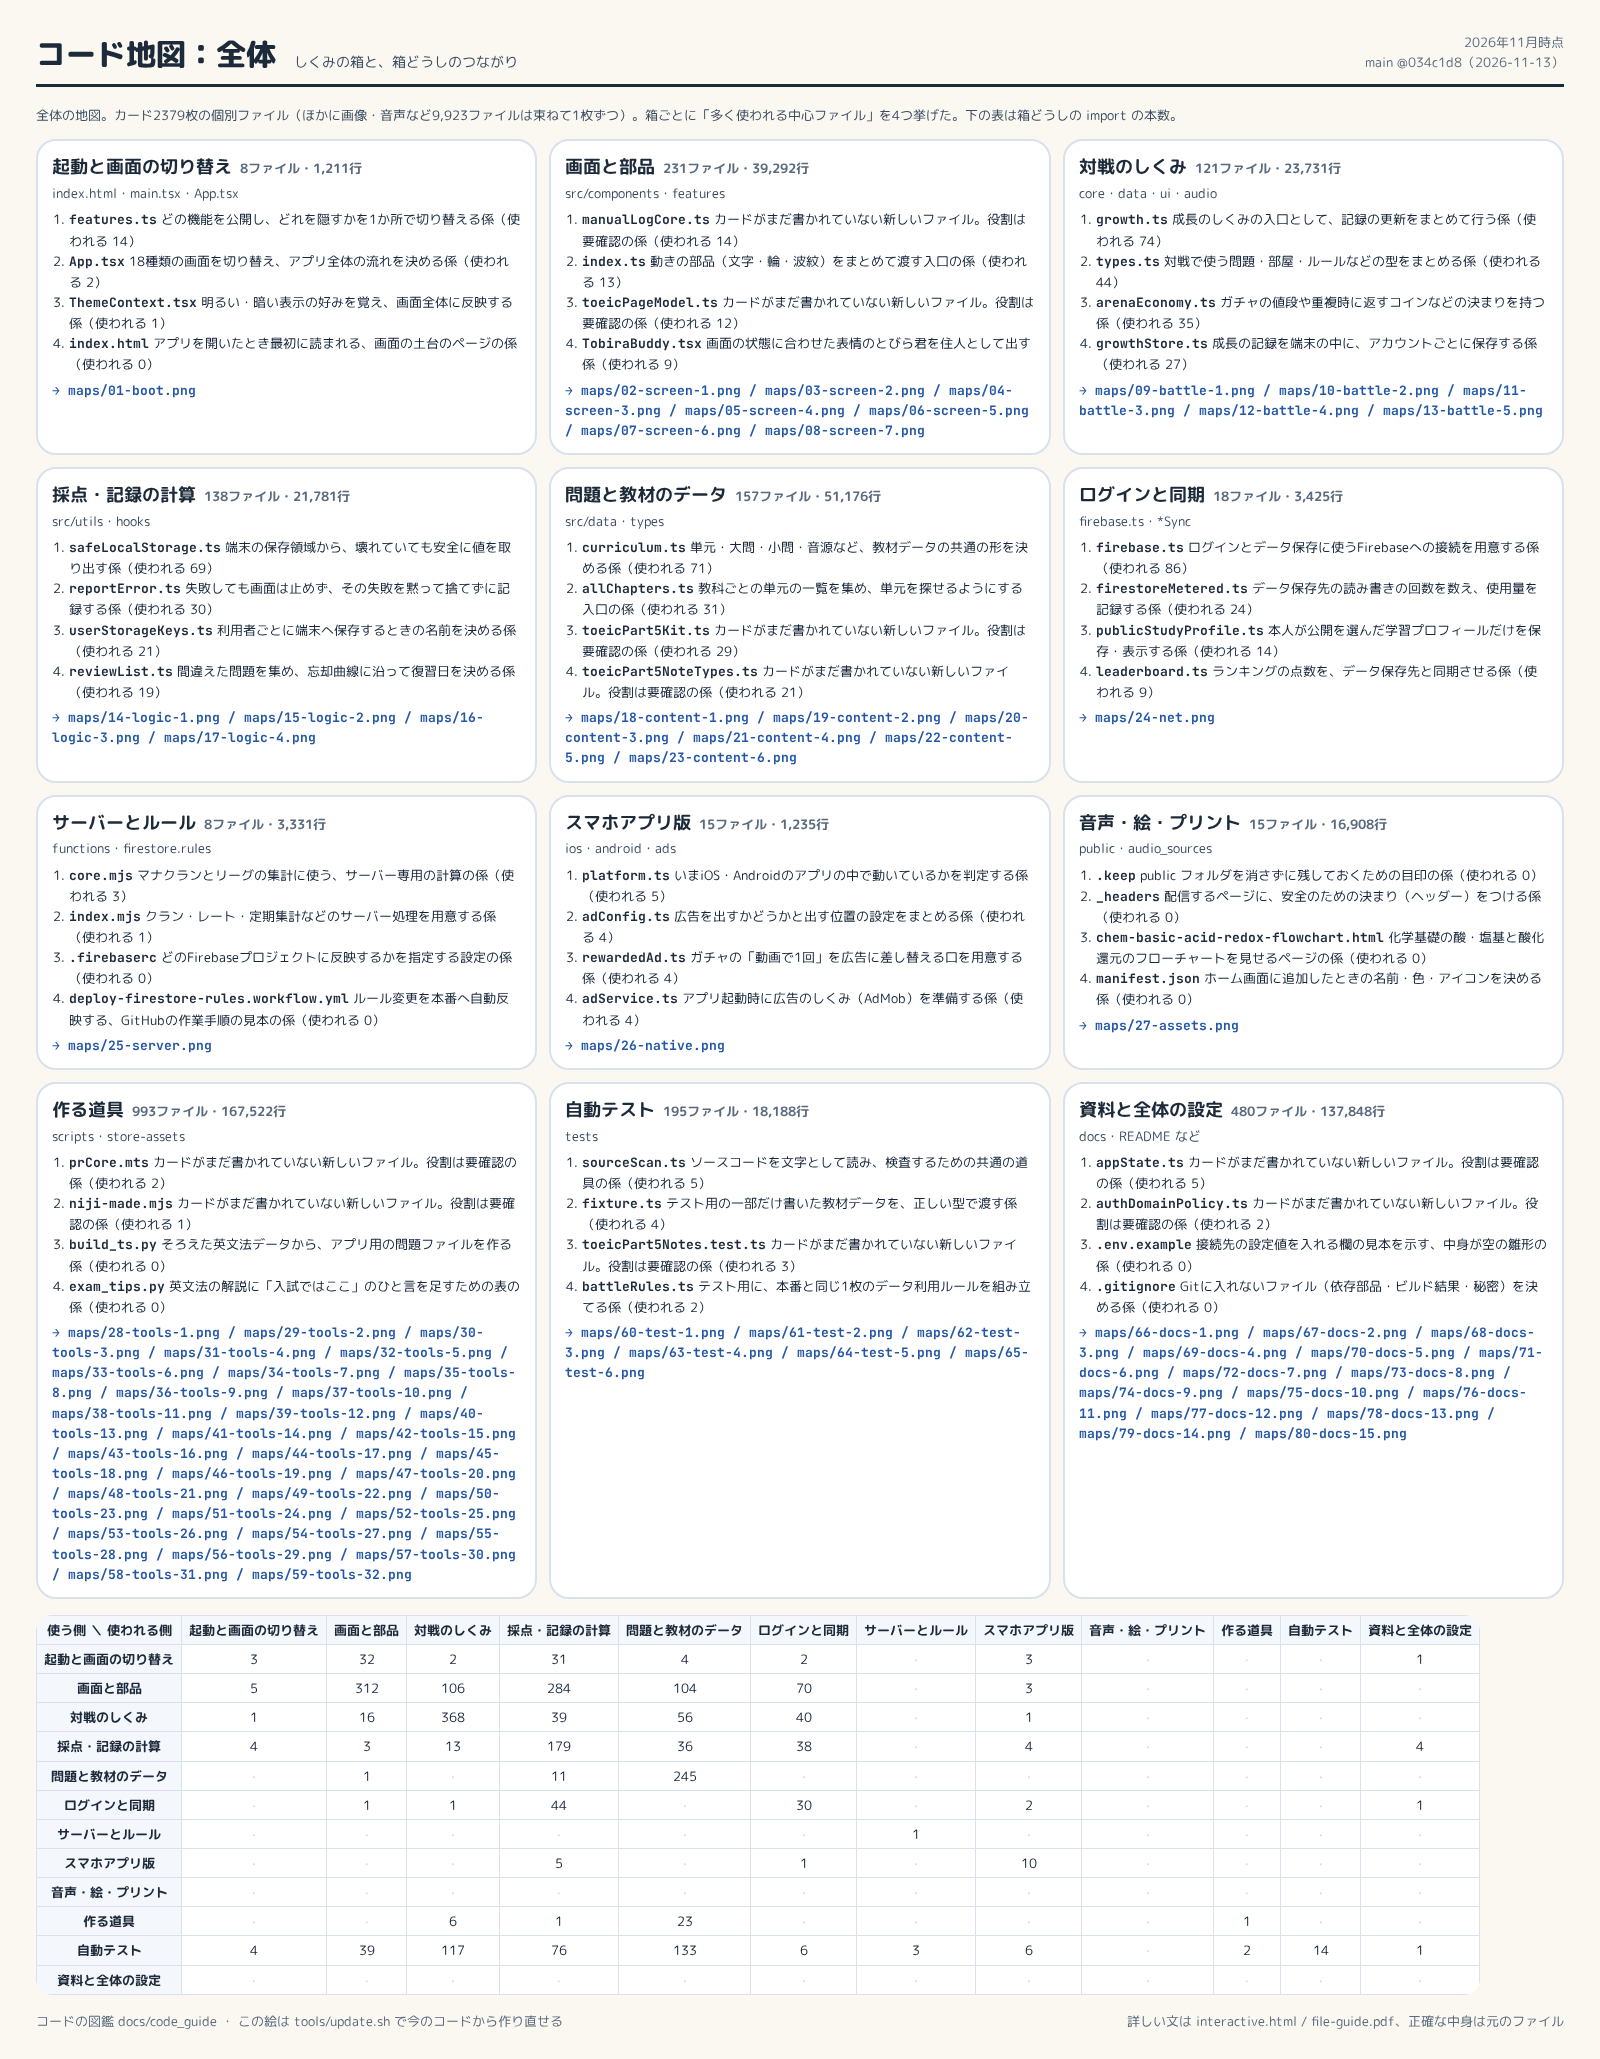 コード地図：全体 しくみの箱と、箱どうしのつながり
2026年11月時点
main @034c1d8（2026-11-13）
全体の地図。カード2379枚の個別ファイル（ほかに画像・音声など9,923ファイルは束ねて1枚ずつ）。箱ごとに「多く使われる中心ファイル」を4つ挙げた。下の表は箱どうしの import の本数。
起動と画面の切り替え 8ファイル・1,211行
index.html · main.tsx · App.tsx
1. features.ts どの機能を公開し、どれを隠すかを1か所で切り替える係（使
われる 14）
2. App.tsx 18種類の画面を切り替え、アプリ全体の流れを決める係（使われ
る 2）
3. ThemeContext.tsx 明るい・暗い表示の好みを覚え、画面全体に反映する
係（使われる 1）
4. index.html アプリを開いたとき最初に読まれる、画面の土台のページの係
（使われる 0）
→ maps/01-boot.png
画面と部品 231ファイル・39,292行
src/components · features
1. manualLogCore.ts カードがまだ書かれていない新しいファイル。役割は
要確認の係（使われる 14）
2. index.ts 動きの部品（文字・輪・波紋）をまとめて渡す入口の係（使われ
る 13）
3. toeicPageModel.ts カードがまだ書かれていない新しいファイル。役割は
要確認の係（使われる 12）
4. TobiraBuddy.tsx 画面の状態に合わせた表情のとびら君を住人として出す
係（使われる 9）
→ maps/02-screen-1.png / maps/03-screen-2.png / maps/04-
screen-3.png / maps/05-screen-4.png / maps/06-screen-5.png
/ maps/07-screen-6.png / maps/08-screen-7.png
対戦のしくみ 121ファイル・23,731行
core · data · ui · audio
1. growth.ts 成長のしくみの入口として、記録の更新をまとめて行う係（使
われる 74）
2. types.ts 対戦で使う問題・部屋・ルールなどの型をまとめる係（使われる
44）
3. arenaEconomy.ts ガチャの値段や重複時に返すコインなどの決まりを持つ
係（使われる 35）
4. growthStore.ts 成長の記録を端末の中に、アカウントごとに保存する係
（使われる 27）
→ maps/09-battle-1.png / maps/10-battle-2.png / maps/11-
battle-3.png / maps/12-battle-4.png / maps/13-battle-5.png
採点・記録の計算 138ファイル・21,781行
src/utils · hooks
1. safeLocalStorage.ts 端末の保存領域から、壊れていても安全に値を取
り出す係（使われる 69）
2. reportError.ts 失敗しても画面は止めず、その失敗を黙って捨てずに記
録する係（使われる 30）
3. userStorageKeys.ts 利用者ごとに端末へ保存するときの名前を決める係
（使われる 21）
4. reviewList.ts 間違えた問題を集め、忘却曲線に沿って復習日を決める係
（使われる 19）
→ maps/14-logic-1.png / maps/15-logic-2.png / maps/16-
logic-3.png / maps/17-logic-4.png
問題と教材のデータ 157ファイル・51,176行
src/data · types
1. curriculum.ts 単元・大問・小問・音源など、教材データの共通の形を決
める係（使われる 71）
2. allChapters.ts 教科ごとの単元の一覧を集め、単元を探せるようにする
入口の係（使われる 31）
3. toeicPart5Kit.ts カードがまだ書かれていない新しいファイル。役割は
要確認の係（使われる 29）
4. toeicPart5NoteTypes.ts カードがまだ書かれていない新しいファイ
ル。役割は要確認の係（使われる 21）
→ maps/18-content-1.png / maps/19-content-2.png / maps/20-
content-3.png / maps/21-content-4.png / maps/22-content-
5.png / maps/23-content-6.png
ログインと同期 18ファイル・3,425行
firebase.ts · *Sync
1. firebase.ts ログインとデータ保存に使うFirebaseへの接続を用意する係
（使われる 86）
2. firestoreMetered.ts データ保存先の読み書きの回数を数え、使用量を
記録する係（使われる 24）
3. publicStudyProfile.ts 本人が公開を選んだ学習プロフィールだけを保
存・表示する係（使われる 14）
4. leaderboard.ts ランキングの点数を、データ保存先と同期させる係（使
われる 9）
→ maps/24-net.png
サーバーとルール 8ファイル・3,331行
functions · firestore.rules
1. core.mjs マナクランとリーグの集計に使う、サーバー専用の計算の係（使
われる 3）
2. index.mjs クラン・レート・定期集計などのサーバー処理を用意する係
（使われる 1）
3. .firebaserc どのFirebaseプロジェクトに反映するかを指定する設定の係
（使われる 0）
4. deploy-firestore-rules.workflow.yml ルール変更を本番へ自動反
映する、GitHubの作業手順の見本の係（使われる 0）
→ maps/25-server.png
スマホアプリ版 15ファイル・1,235行
ios · android · ads
1. platform.ts いまiOS・Androidのアプリの中で動いているかを判定する係
（使われる 5）
2. adConfig.ts 広告を出すかどうかと出す位置の設定をまとめる係（使われ
る 4）
3. rewardedAd.ts ガチャの「動画で1回」を広告に差し替える口を用意する
係（使われる 4）
4. adService.ts アプリ起動時に広告のしくみ（AdMob）を準備する係（使
われる 4）
→ maps/26-native.png
音声・絵・プリント 15ファイル・16,908行
public · audio_sources
1. .keep public フォルダを消さずに残しておくための目印の係（使われる 0）
2. _headers 配信するページに、安全のための決まり（ヘッダー）をつける係
（使われる 0）
3. chem-basic-acid-redox-flowchart.html 化学基礎の酸・塩基と酸化
還元のフローチャートを見せるページの係（使われる 0）
4. manifest.json ホーム画面に追加したときの名前・色・アイコンを決める
係（使われる 0）
→ maps/27-assets.png
作る道具 993ファイル・167,522行
scripts · store-assets
1. prCore.mts カードがまだ書かれていない新しいファイル。役割は要確認の
係（使われる 2）
2. niji-made.mjs カードがまだ書かれていない新しいファイル。役割は要確
認の係（使われる 1）
3. build_ts.py そろえた英文法データから、アプリ用の問題ファイルを作る
係（使われる 0）
4. exam_tips.py 英文法の解説に「入試ではここ」のひと言を足すための表の
係（使われる 0）
→ maps/28-tools-1.png / maps/29-tools-2.png / maps/30-
tools-3.png / maps/31-tools-4.png / maps/32-tools-5.png /
maps/33-tools-6.png / maps/34-tools-7.png / maps/35-tools-
8.png / maps/36-tools-9.png / maps/37-tools-10.png /
maps/38-tools-11.png / maps/39-tools-12.png / maps/40-
tools-13.png / maps/41-tools-14.png / maps/42-tools-15.png
/ maps/43-tools-16.png / maps/44-tools-17.png / maps/45-
tools-18.png / maps/46-tools-19.png / maps/47-tools-20.png
/ maps/48-tools-21.png / maps/49-tools-22.png / maps/50-
tools-23.png / maps/51-tools-24.png / maps/52-tools-25.png
/ maps/53-tools-26.png / maps/54-tools-27.png / maps/55-
tools-28.png / maps/56-tools-29.png / maps/57-tools-30.png
/ maps/58-tools-31.png / maps/59-tools-32.png
自動テスト 195ファイル・18,188行
tests
1. sourceScan.ts ソースコードを文字として読み、検査するための共通の道
具の係（使われる 5）
2. fixture.ts テスト用の一部だけ書いた教材データを、正しい型で渡す係
（使われる 4）
3. toeicPart5Notes.test.ts カードがまだ書かれていない新しいファイ
ル。役割は要確認の係（使われる 3）
4. battleRules.ts テスト用に、本番と同じ1枚のデータ利用ルールを組み立
てる係（使われる 2）
→ maps/60-test-1.png / maps/61-test-2.png / maps/62-test-
3.png / maps/63-test-4.png / maps/64-test-5.png / maps/65-
test-6.png
資料と全体の設定 480ファイル・137,848行
docs · README など
1. appState.ts カードがまだ書かれていない新しいファイル。役割は要確認
の係（使われる 5）
2. authDomainPolicy.ts カードがまだ書かれていない新しいファイル。役
割は要確認の係（使われる 2）
3. .env.example 接続先の設定値を入れる欄の見本を示す、中身が空の雛形の
係（使われる 0）
4. .gitignore Gitに入れないファイル（依存部品・ビルド結果・秘密）を決
める係（使われる 0）
→ maps/66-docs-1.png / maps/67-docs-2.png / maps/68-docs-
3.png / maps/69-docs-4.png / maps/70-docs-5.png / maps/71-
docs-6.png / maps/72-docs-7.png / maps/73-docs-8.png /
maps/74-docs-9.png / maps/75-docs-10.png / maps/76-docs-
11.png / maps/77-docs-12.png / maps/78-docs-13.png /
maps/79-docs-14.png / maps/80-docs-15.png
使う側 ＼ 使われる側 起動と画面の切り替え 画面と部品 対戦のしくみ 採点・記録の計算 問題と教材のデータ ログインと同期 サーバーとルール スマホアプリ版 音声・絵・プリント 作る道具 自動テスト 資料と全体の設定
起動と画面の切り替え 3 32 2 31 4 2 · 3 · · · 1
画面と部品 5 312 106 284 104 70 · 3 · · · ·
対戦のしくみ 1 16 368 39 56 40 · 1 · · · ·
採点・記録の計算 4 3 13 179 36 38 · 4 · · · 4
問題と教材のデータ · 1 · 11 245 · · · · · · ·
ログインと同期 · 1 1 44 · 30 · 2 · · · 1
サーバーとルール · · · · · · 1 · · · · ·
スマホアプリ版 · · · 5 · 1 · 10 · · · ·
音声・絵・プリント · · · · · · · · · · · ·
作る道具 · · 6 1 23 · · · · 1 · ·
自動テスト 4 39 117 76 133 6 3 6 · 2 14 1
資料と全体の設定 · · · · · · · · · · · ·
コードの図鑑 docs/code_guide ・ この絵は tools/update.sh で今のコードから作り直せる
詳しい文は interactive.html / file-guide.pdf、正確な中身は元のファイル